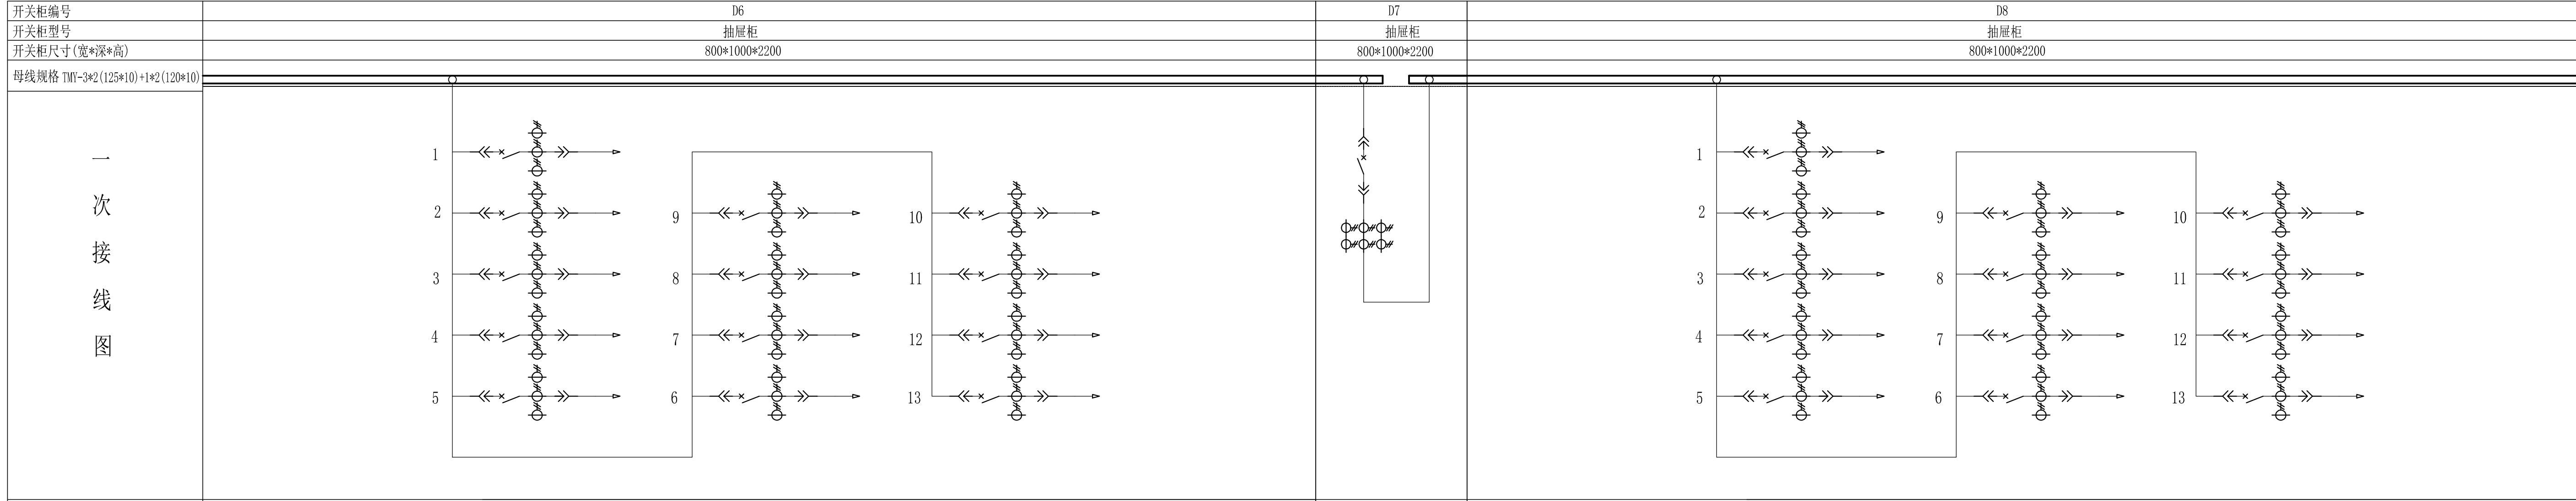 开关柜编号 D6 D7 D8
开关柜型号 抽屉柜 抽屉柜 抽屉柜
开关柜尺寸(宽*深*高) 800*1000*2200 800*1000*2200 800*1000*2200
母线规格 TMY-3*2(125*10)+1*2(120*10)
一次接线图
1 1
2 9 10 2 9 10
3 8 11 3 8 11
4 7 12 4 7 12
5 6 13 5 6 13